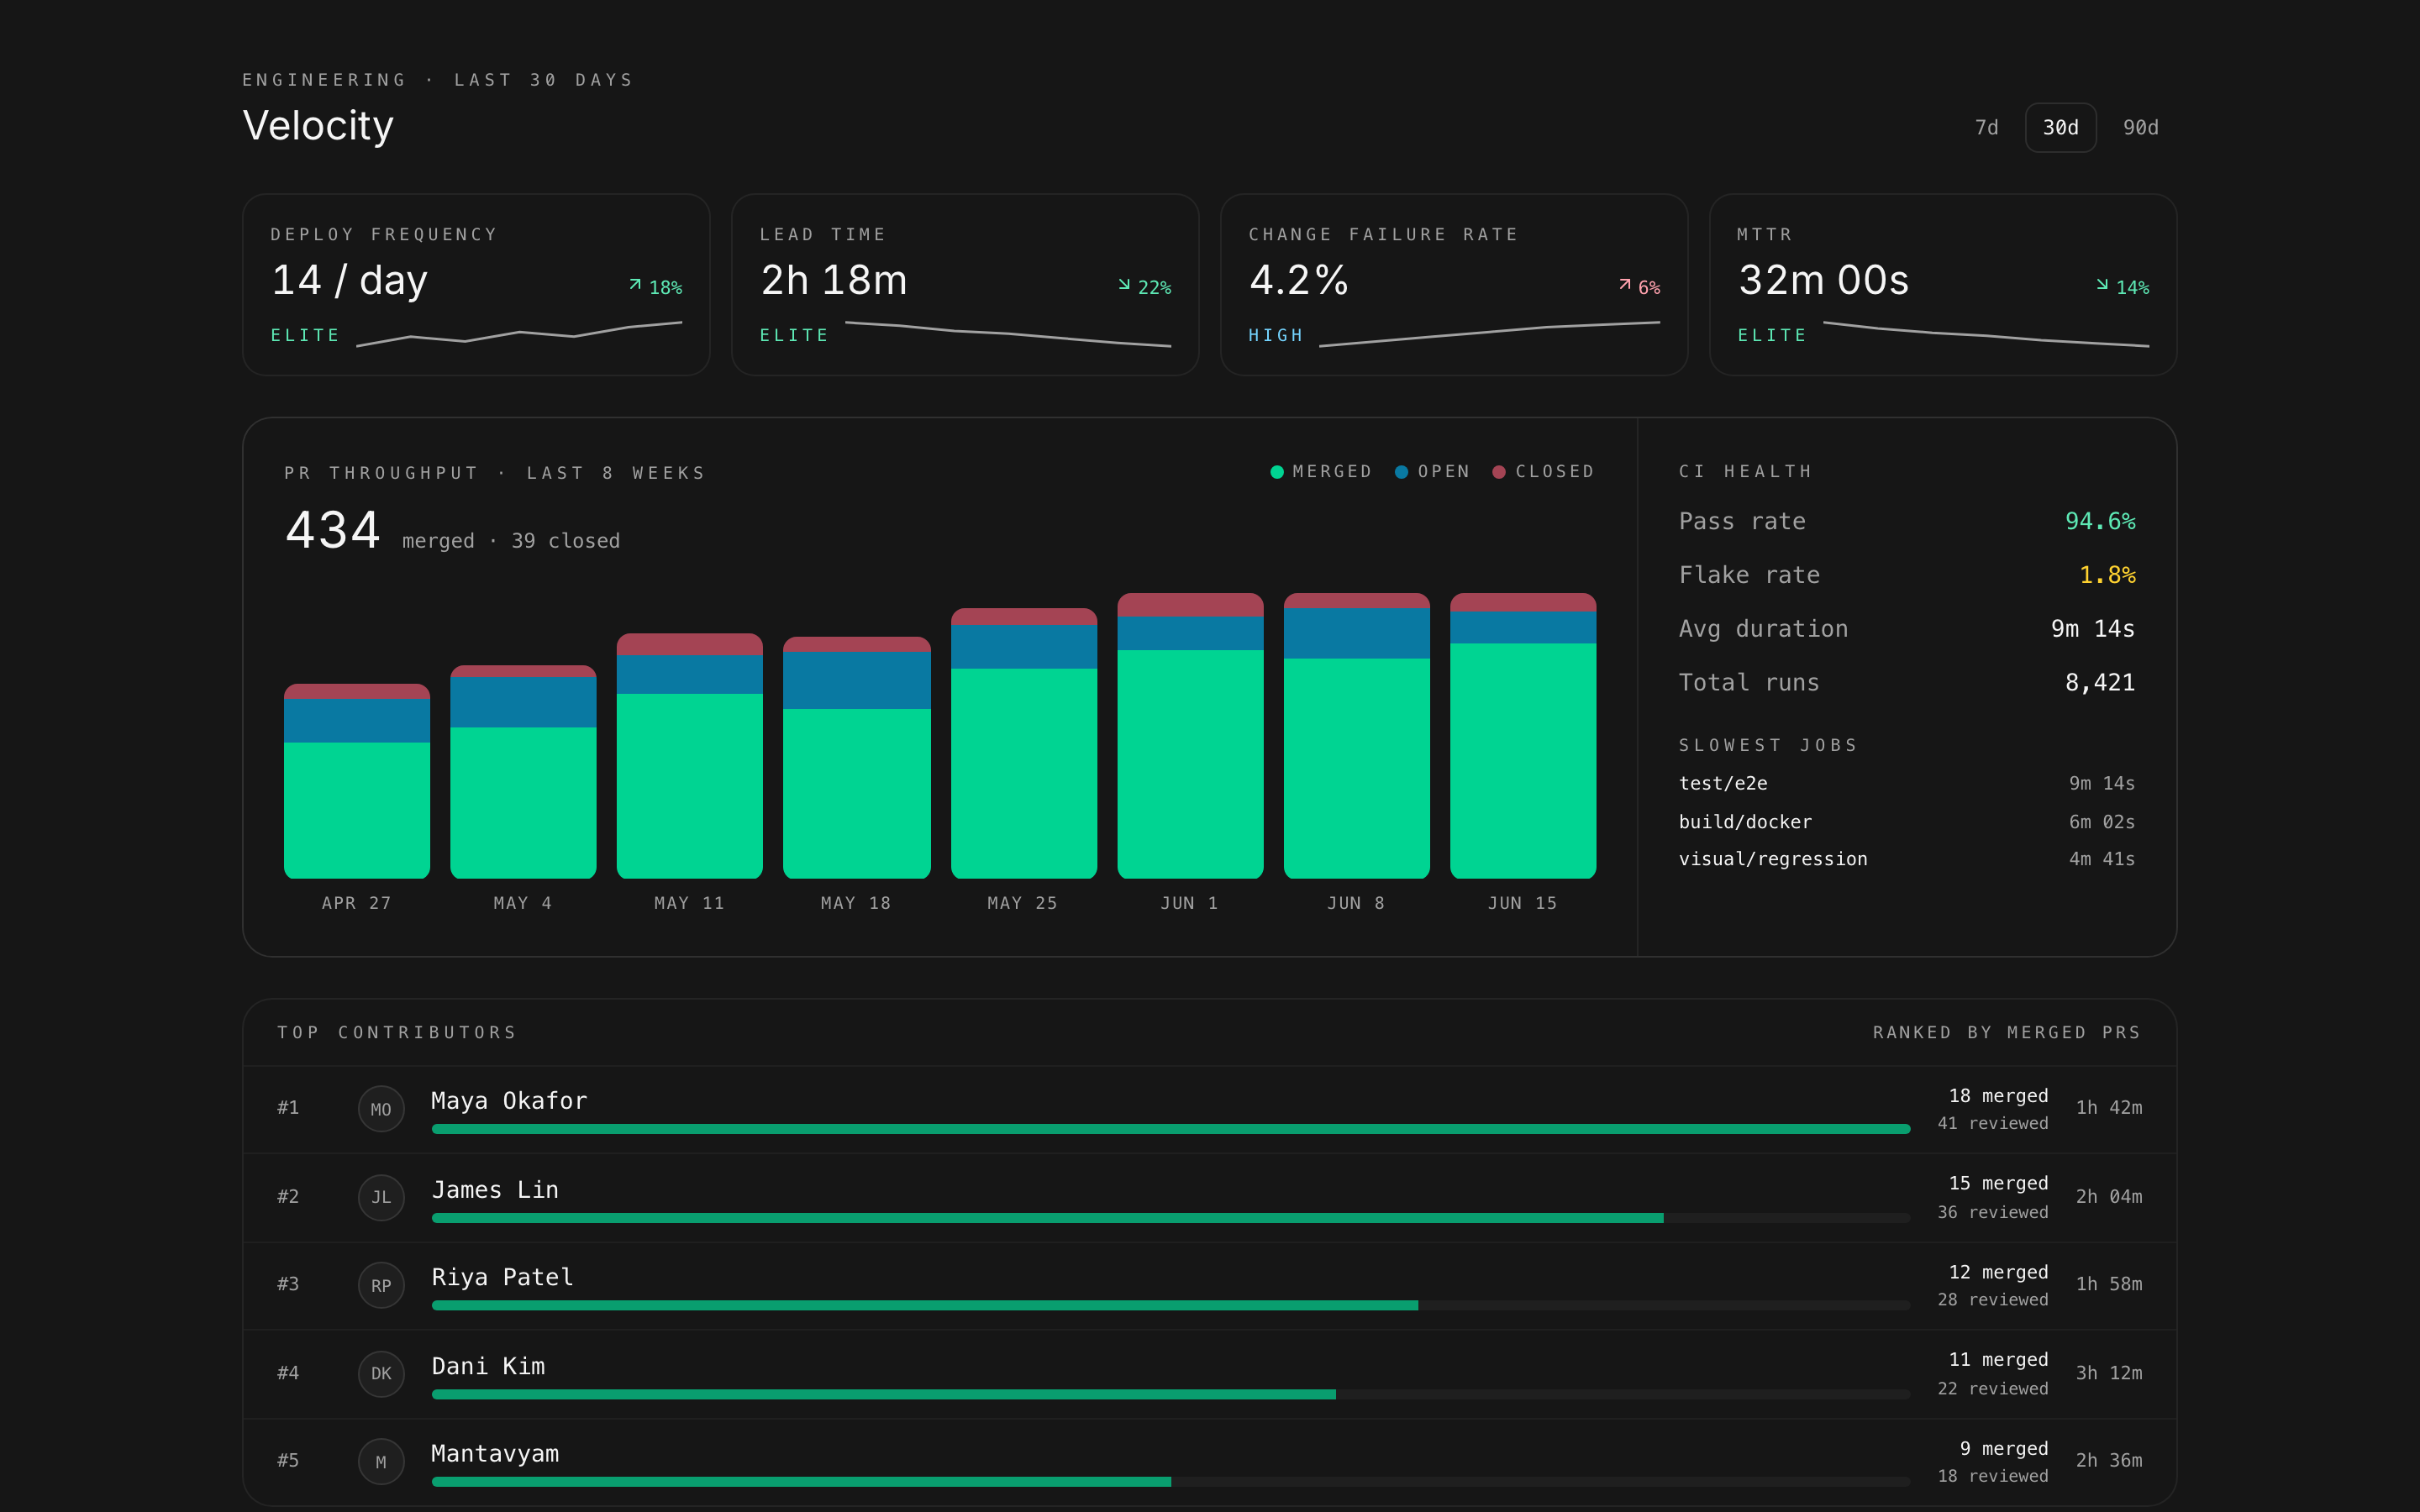 ENGINEERING · LAST 30 DAYS
Velocity
7d 30d 90d
DEPLOY FREQUENCY
14 / day
18%
ELITE
LEAD TIME
2h 18m
22%
ELITE
CHANGE FAILURE RATE
4.2%
6%
HIGH
MTTR
32m 00s
14%
ELITE
PR THROUGHPUT · LAST 8 WEEKS
MERGED OPEN CLOSED
434 merged · 39 closed
APR 27 MAY 4 MAY 11 MAY 18 MAY 25 JUN 1 JUN 8 JUN 15
CI HEALTH
Pass rate 94.6%
Flake rate 1.8%
Avg duration 9m 14s
Total runs 8,421
SLOWEST JOBS
test/e2e 9m 14s
build/docker 6m 02s
visual/regression 4m 41s
TOP CONTRIBUTORS
RANKED BY MERGED PRS
#1 MO Maya Okafor
18 merged
41 reviewed
1h 42m
#2 JL James Lin
15 merged
36 reviewed
2h 04m
#3 RP Riya Patel
12 merged
28 reviewed
1h 58m
#4 DK Dani Kim
11 merged
22 reviewed
3h 12m
#5 M Mantavyam
9 merged
18 reviewed
2h 36m